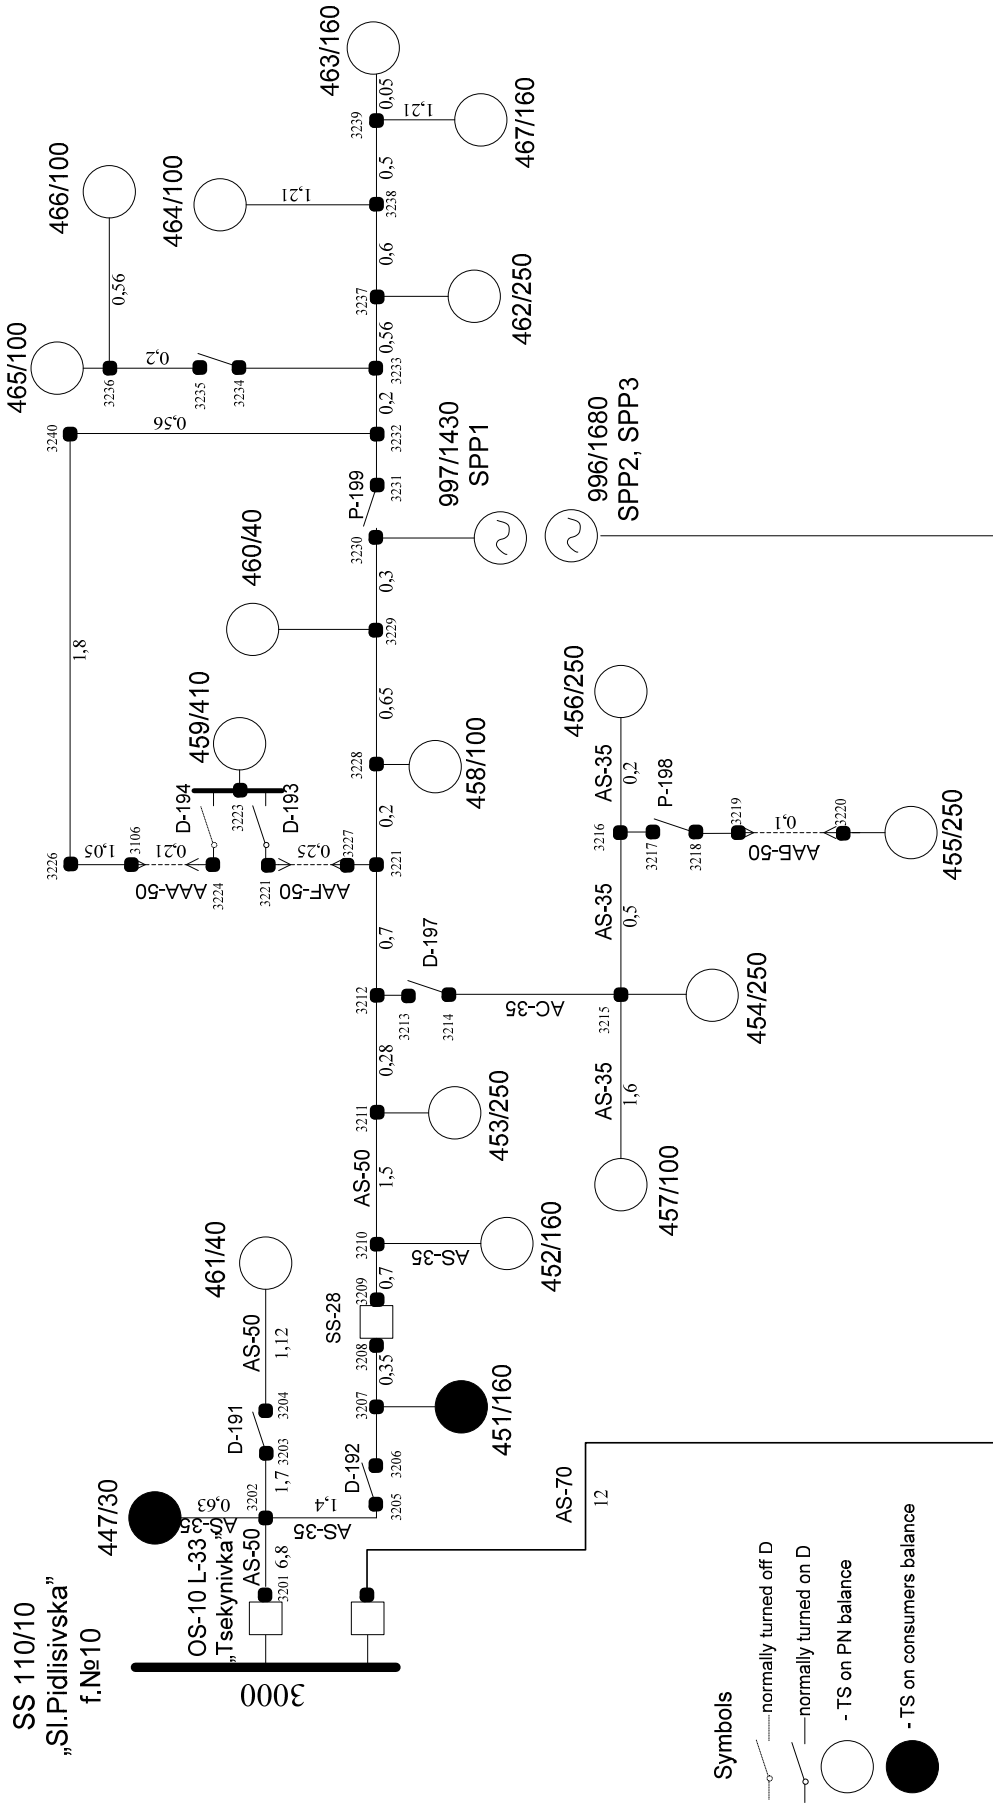 SS 110/10
„Sl.Pidlisivska”
f.№10
3000
OS-10 L-33
„Tsekynivka”
AS-50
6,8
3201
447/30
AS-35
0,63
3202
1,7
3203
D-191
3204
AS-50
1,12
461/40
AS-35
1,4
3205
D-192
3206
3207
451/160
0,35
3208
SS-28
3209
0,7
3210
AS-35
452/160
AS-50
1,5
3211
453/250
0,28
3212
3213
D-197
3214
AC-35
3215
454/250
AS-35
1,6
457/100
AS-35
0,5
3216
AS-35
0,2
456/250
3217
P-198
3218
3219
0,1
AAБ-50
3220
455/250
0,7
3221
3227
0,25
AAF-50
3221
D-193
3223
459/410
D-194
3224
0,21
AAA-50
3106
1,05
3226
1,8
3240
0,56
0,2
3228
458/100
0,65
3229
460/40
0,3
3230
P-199
3231
3232
997/1430
SPP1
996/1680
SPP2, SPP3
0,2
3233
3234
3235
0,2
3236
465/100
0,56
466/100
0,56
3237
462/250
0,6
3238
1,21
464/100
0,5
3239
1,21
467/160
0,05
463/160
AS-70
12
Symbols
normally turned off D
normally turned on D
- TS on PN balance
- TS on consumers balance